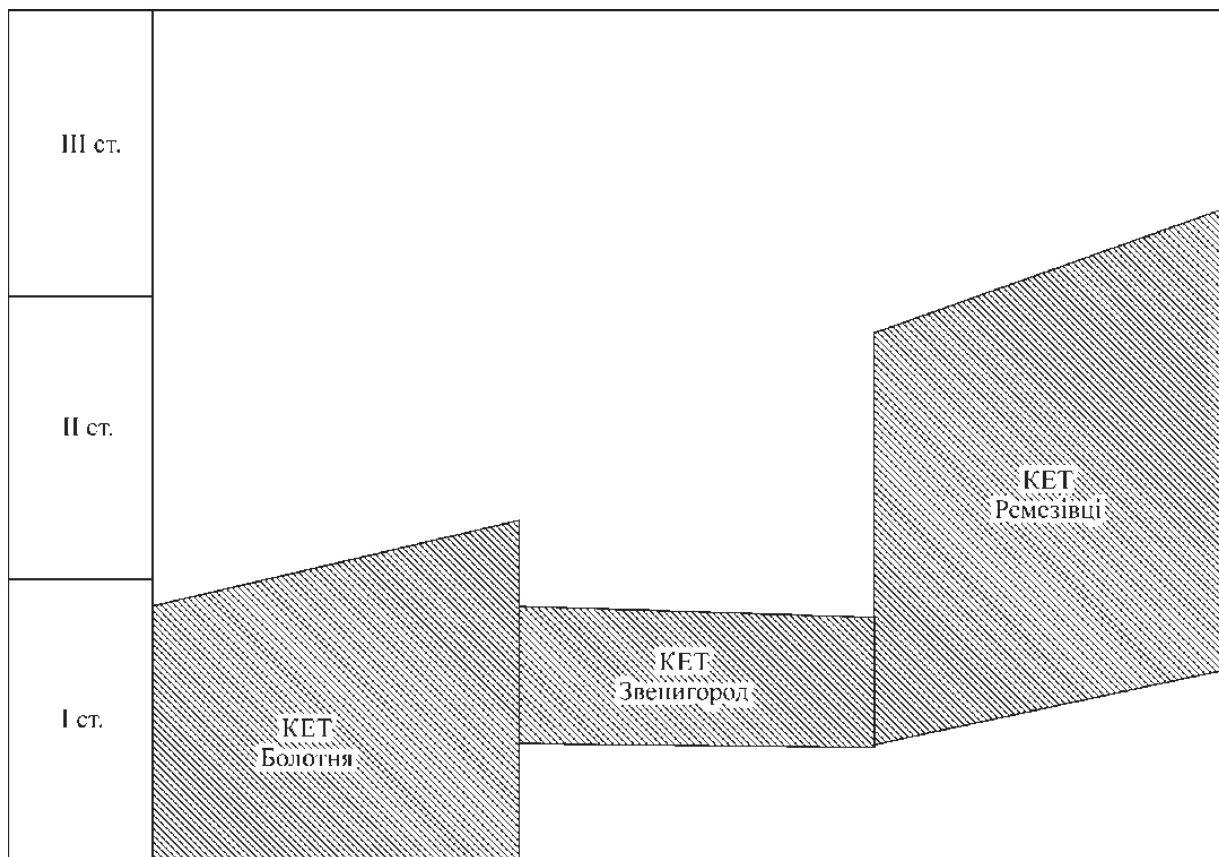 III ст.
II ст.
КЕТ
Ремезівці
КЕТ
Звенигород
I ст.
КЕТ
Болотня